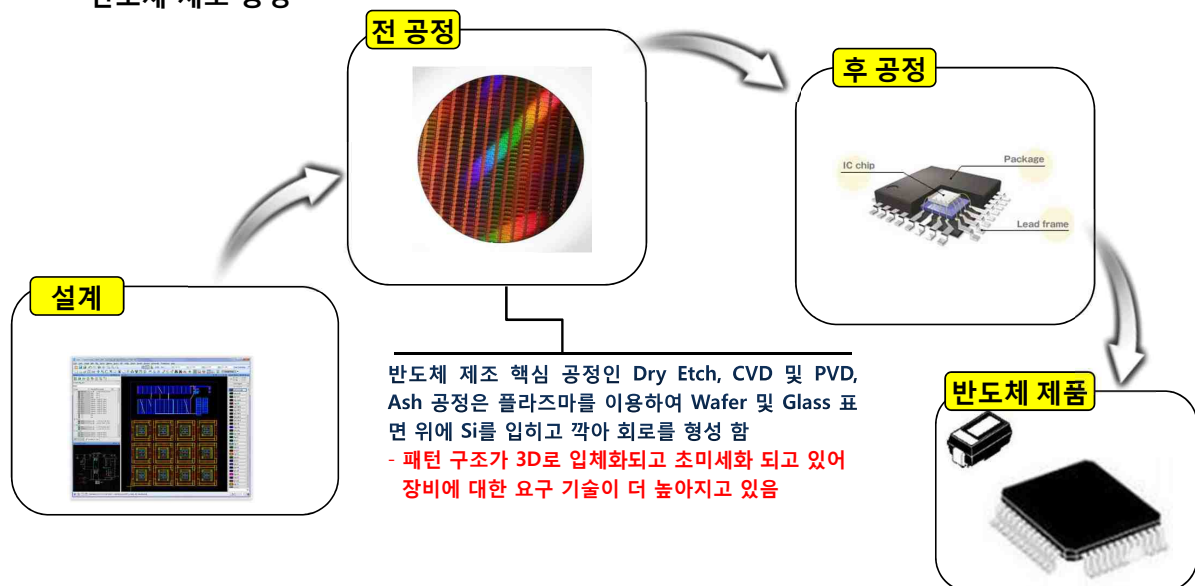 전 공정
후 공정
IC chip
Package
Lead frame
설계
반도체 제조 핵심 공정인 Dry Etch, CVD 및 PVD,
Ash 공정은 플라즈마를 이용하여 Wafer 및 Glass 표
면 위에 Si를 입히고 깍아 회로를 형성 함
- 패턴 구조가 3D로 입체화되고 초미세화 되고 있어
장비에 대한 요구 기술이 더 높아지고 있음
반도체 제품